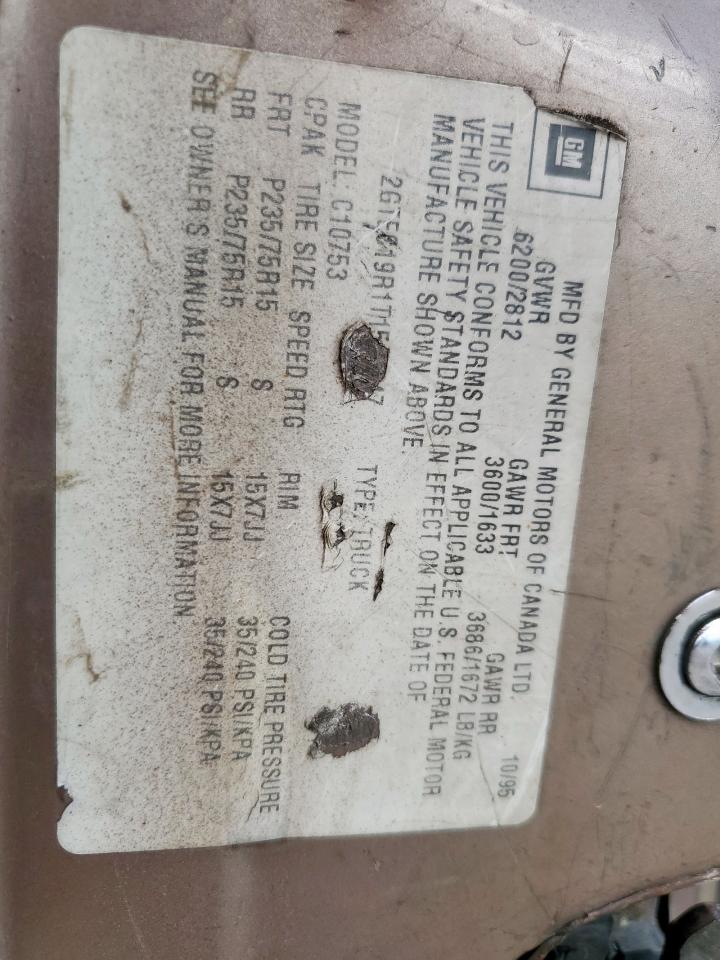 GM
MFD BY GENERAL MOTORS OF CANADA LTD.
GVWR GAWR FRT GAWR RR 10/95
6200/2812 3600/1633 3686/1672 LB/KG
THIS VEHICLE CONFORMS TO ALL APPLICABLE U.S. FEDERAL MOTOR
VEHICLE SAFETY STANDARDS IN EFFECT ON THE DATE OF
MANUFACTURE SHOWN ABOVE.
TYPE: TRUCK
MODEL: C10753
CPAK TIRE SIZE SPEED RTG RIM COLD TIRE PRESSURE
FRT P235/75R15 S 15X7JJ 35/240 PSI/KPA
RR P235/75R15 S 15X7JJ 35/240 PSI/KPA
SEE OWNER'S MANUAL FOR MORE INFORMATION